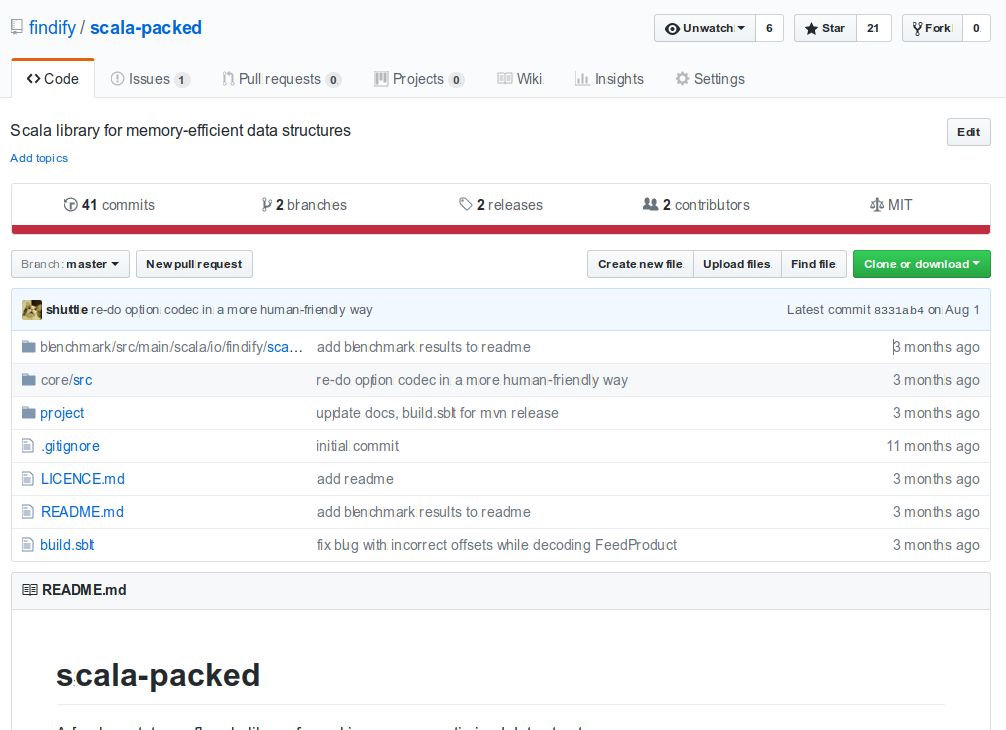 findify / scala-packed
Unwatch 6 Star 21 Fork 0
Code Issues 1 Pull requests 0 Projects 0 Wiki Insights Settings
Scala library for memory-efficient data structures
Edit
Add topics
41 commits 2 branches 2 releases 2 contributors MIT
Branch: master New pull request Create new file Upload files Find file Clone or download
shuttie re-do option codec in a more human-friendly way Latest commit 8331ab4 on Aug 1
benchmark/src/main/scala/io/findify/sca... add benchmark results to readme 3 months ago
core/src re-do option codec in a more human-friendly way 3 months ago
project update docs, build.sbt for mvn release 3 months ago
.gitignore initial commit 11 months ago
LICENCE.md add readme 3 months ago
README.md add benchmark results to readme 3 months ago
build.sbt fix bug with incorrect offsets while decoding FeedProduct 3 months ago
README.md
scala-packed